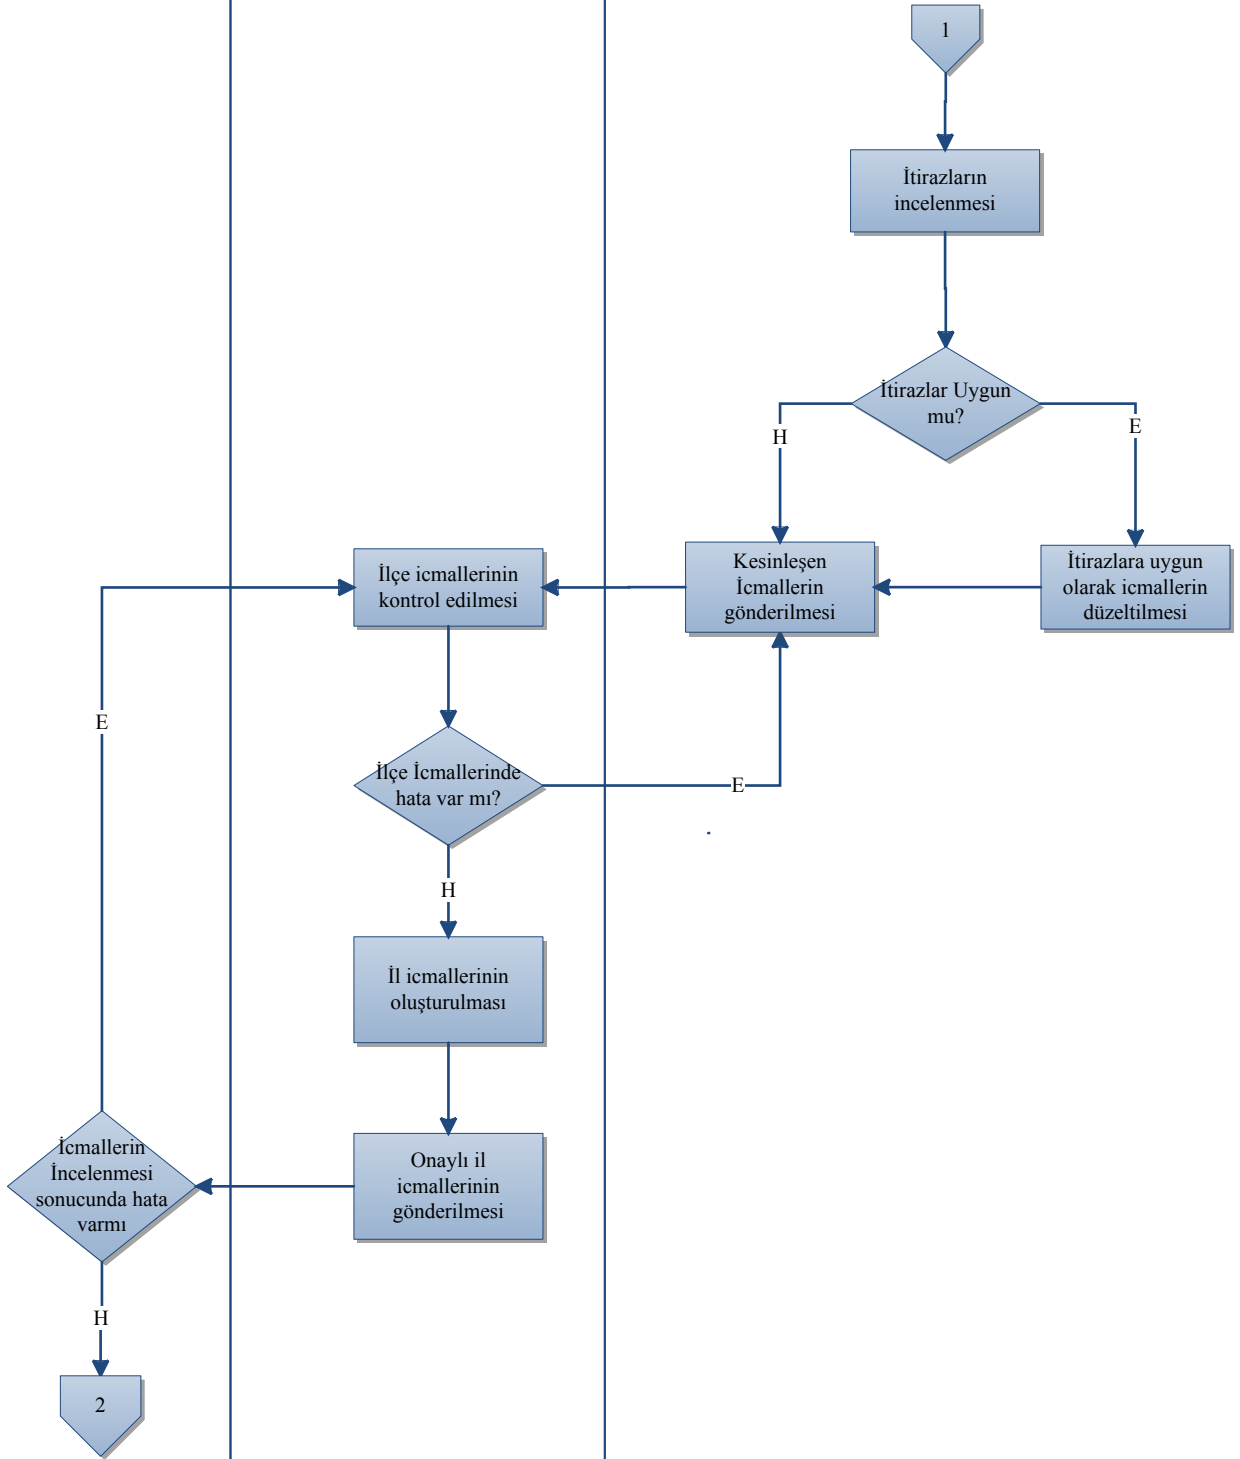 1
İtirazların
incelenmesi
İtirazlar Uygun
mu?
H
E
İlçe icmallerinin
kontrol edilmesi
Kesinleşen
İcmallerin
gönderilmesi
İtirazlara uygun
olarak icmallerin
düzeltilmesi
E
İlçe İcmallerinde
hata var mı?
E
H
İl icmallerinin
oluşturulması
İcmallerin
İncelenmesi
sonucunda hata
varmı
Onaylı il
icmallerinin
gönderilmesi
H
2